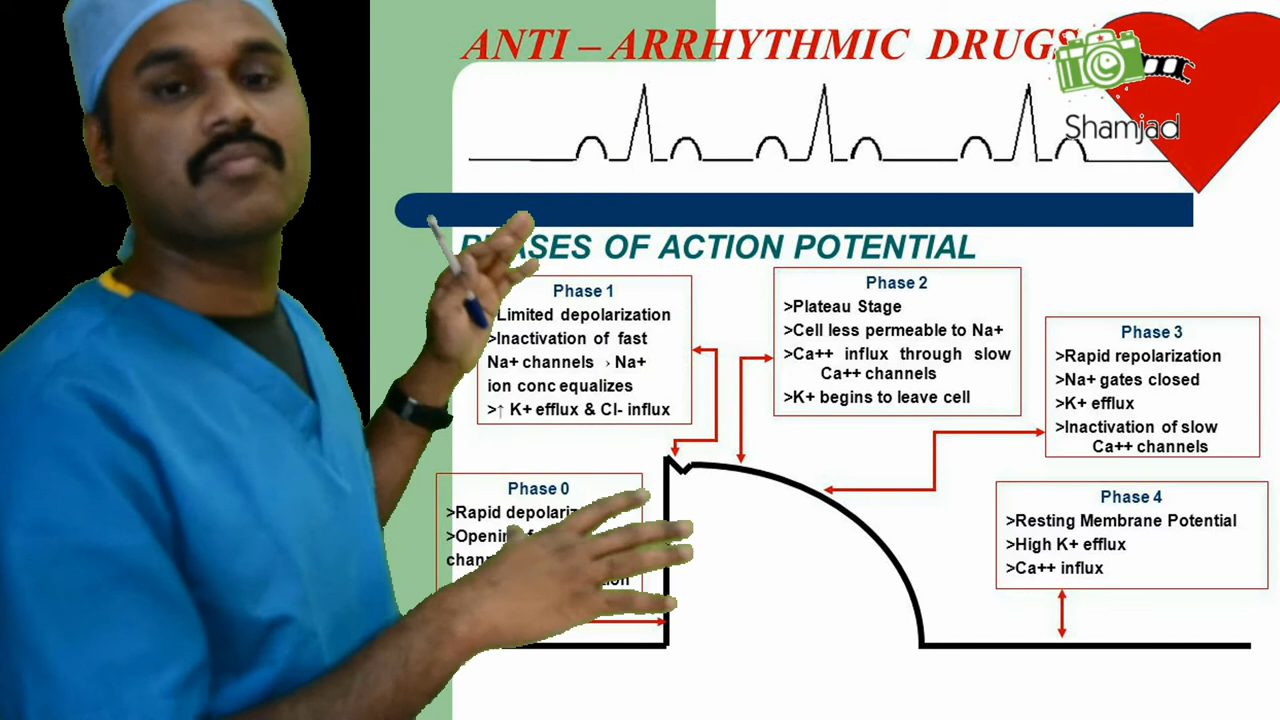 ANTI – ARRHYTHMIC DRUGS
Shamjad
PHASES OF ACTION POTENTIAL
Phase 1
Limited depolarization
>Inactivation of fast
Na+ channels → Na+
ion conc equalizes
>↑ K+ efflux & Cl- influx
Phase 2
>Plateau Stage
>Cell less permeable to Na+
>Ca++ influx through slow
Ca++ channels
>K+ begins to leave cell
Phase 3
>Rapid repolarization
>Na+ gates closed
>K+ efflux
>Inactivation of slow
Ca++ channels
Phase 0
>Rapid
Phase 4
>Resting Membrane Potential
>High K+ efflux
>Ca++ influx